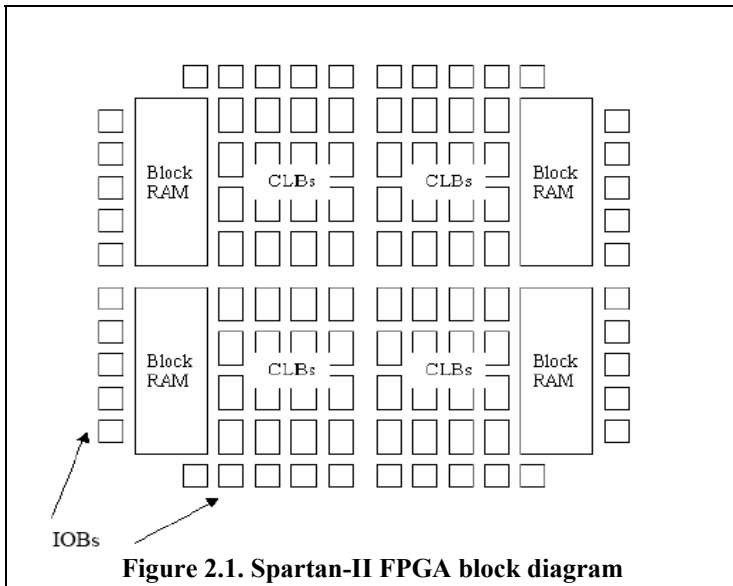 Block
RAM
CLBs
CLBs
Block
RAM
Block
RAM
CLBs
CLBs
Block
RAM
IOBs
Figure 2.1. Spartan-II FPGA block diagram